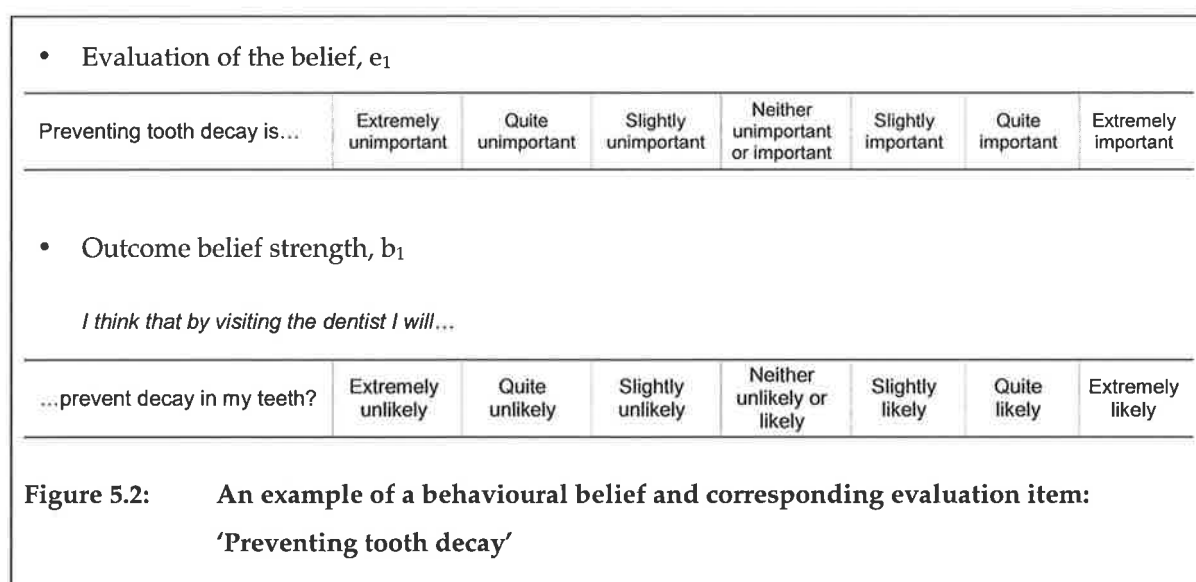 • Evaluation of the belief, e₁
Preventing tooth decay is... Extremely unimportant Quite unimportant Slightly unimportant Neither unimportant or important Slightly important Quite important Extremely important
• Outcome belief strength, b₁
I think that by visiting the dentist I will...
...prevent decay in my teeth? Extremely unlikely Quite unlikely Slightly unlikely Neither unlikely or likely Slightly likely Quite likely Extremely likely
Figure 5.2: An example of a behavioural belief and corresponding evaluation item:
'Preventing tooth decay'